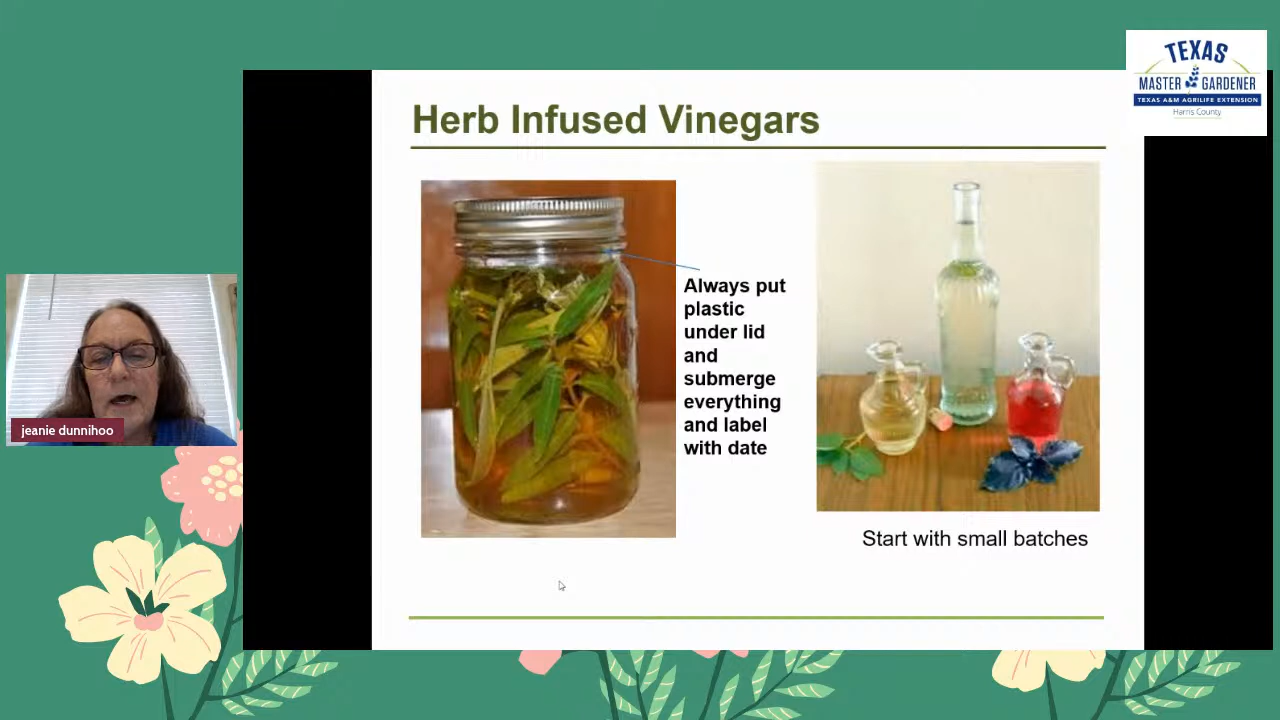 TEXAS
MASTER GARDENER
TEXAS A&M AGRILIFE EXTENSION
Harris County
Herb Infused Vinegars
Always put
plastic
under lid
and
submerge
everything
and label
with date
jeanie dunnihoo
Start with small batches